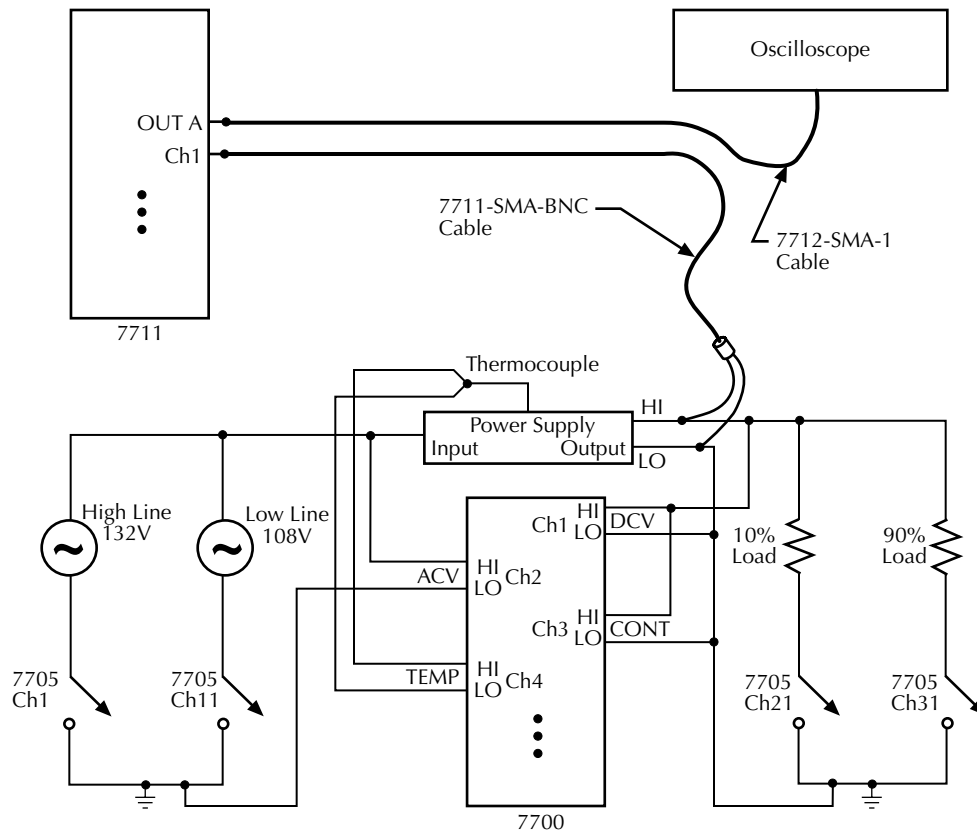 Oscilloscope
OUT A
Ch1
7711-SMA-BNC
Cable
7712-SMA-1
Cable
7711
Thermocouple
HI
Power Supply
Input
Output
LO
High Line
132V
Low Line
108V
HI
Ch1
DCV
LO
10%
Load
90%
Load
HI
ACV
Ch2
LO
HI
Ch3
CONT
LO
HI
TEMP
Ch4
LO
7705
Ch1
7705
Ch11
7705
Ch21
7705
Ch31
7700